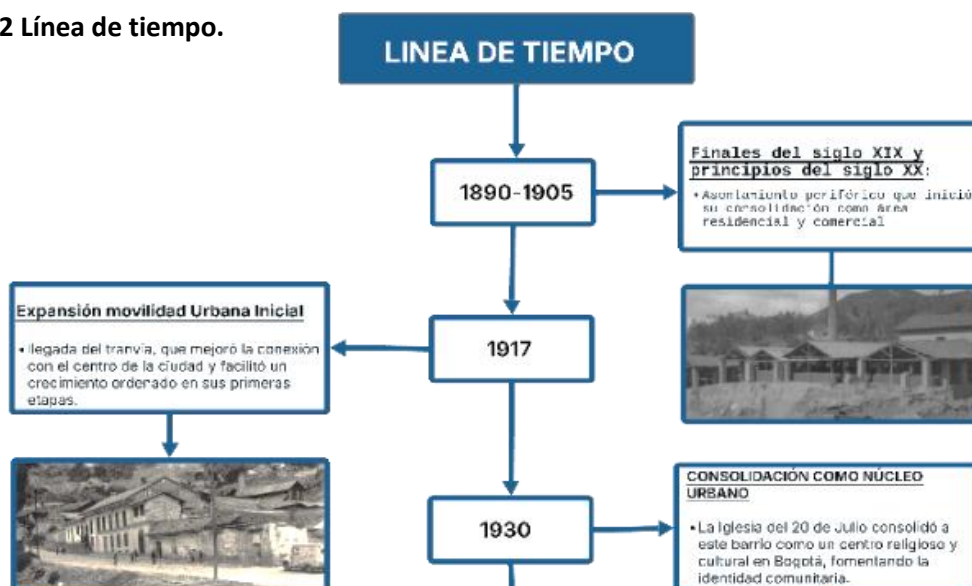 2 Línea de tiempo.
LINEA DE TIEMPO
1890-1905
Finales del siglo XIX y
principios del siglo XX:
• Asentamiento periférico que inició
su consolidación como área
residencial y comercial
1917
Expansión movilidad Urbana Inicial
• llegada del tranvía, que mejoró la conexión
con el centro de la ciudad y facilitó un
crecimiento ordenado en sus primeras
etapas.
1930
CONSOLIDACIÓN COMO NÚCLEO
URBANO
• La Iglesia del 20 de Julio consolidó a
este barrio como un centro religioso y
cultural en Bogotá, fomentando la
identidad comunitaria.